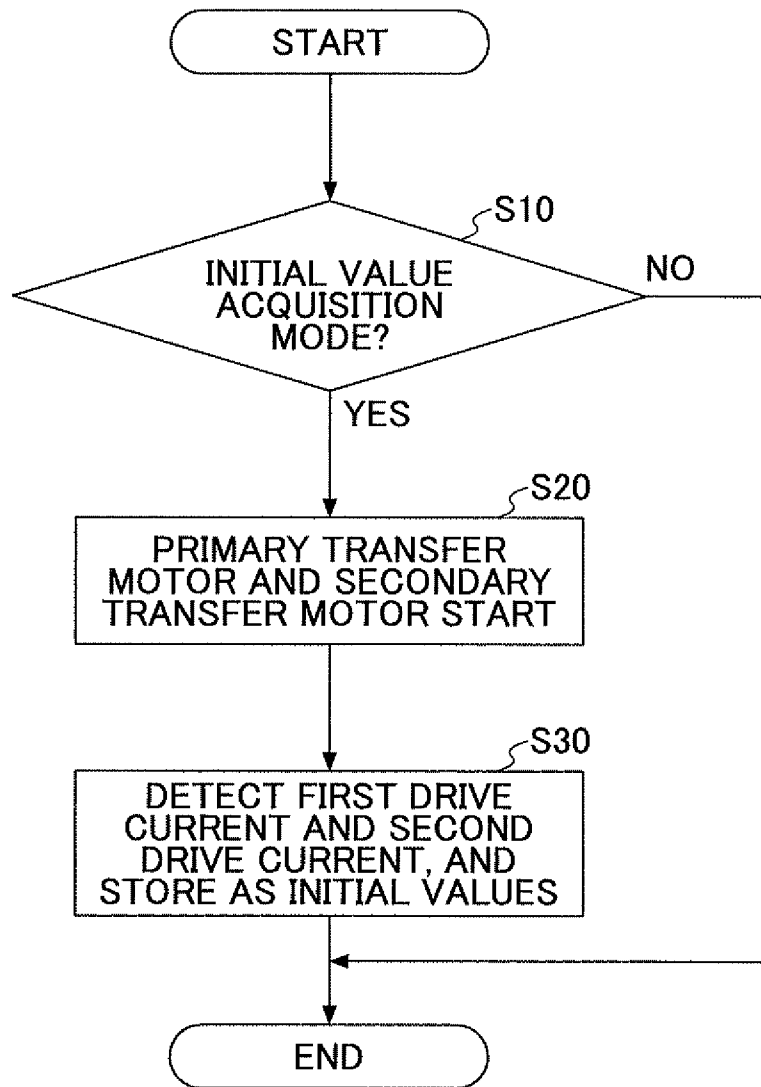 START
S10
INITIAL VALUE
ACQUISITION
MODE?
NO
YES
S20
PRIMARY TRANSFER
MOTOR AND SECONDARY
TRANSFER MOTOR START
S30
DETECT FIRST DRIVE
CURRENT AND SECOND
DRIVE CURRENT, AND
STORE AS INITIAL VALUES
END